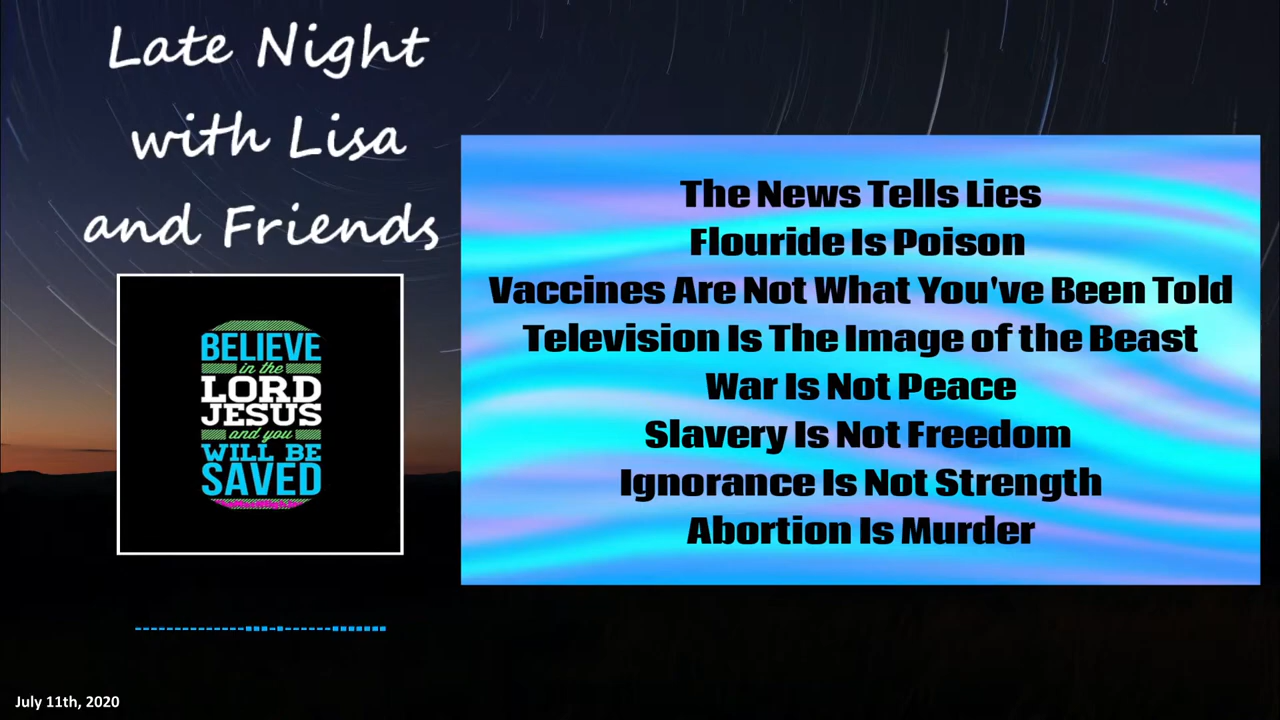 Late Night
with Lisa
and Friends
BELIEVE
in the
LORD
JESUS
and you
WILL BE
SAVED
The News Tells Lies
Flouride Is Poison
Vaccines Are Not What You've Been Told
Television Is The Image of the Beast
War Is Not Peace
Slavery Is Not Freedom
Ignorance Is Not Strength
Abortion Is Murder
July 11th, 2020